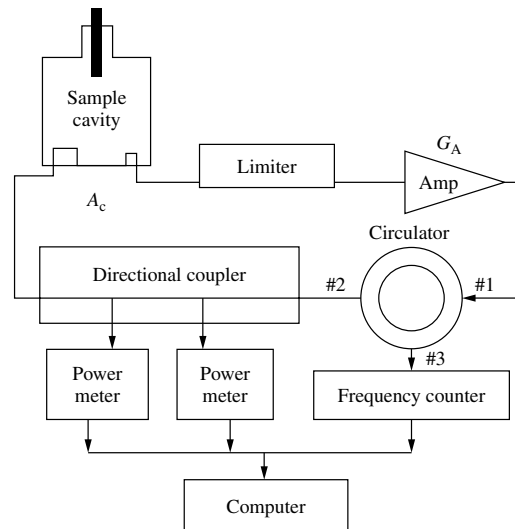 Sample
cavity
G_A
Limiter
Amp
A_c
Circulator
Directional coupler
#2
#1
#3
Power
meter
Power
meter
Frequency counter
Computer